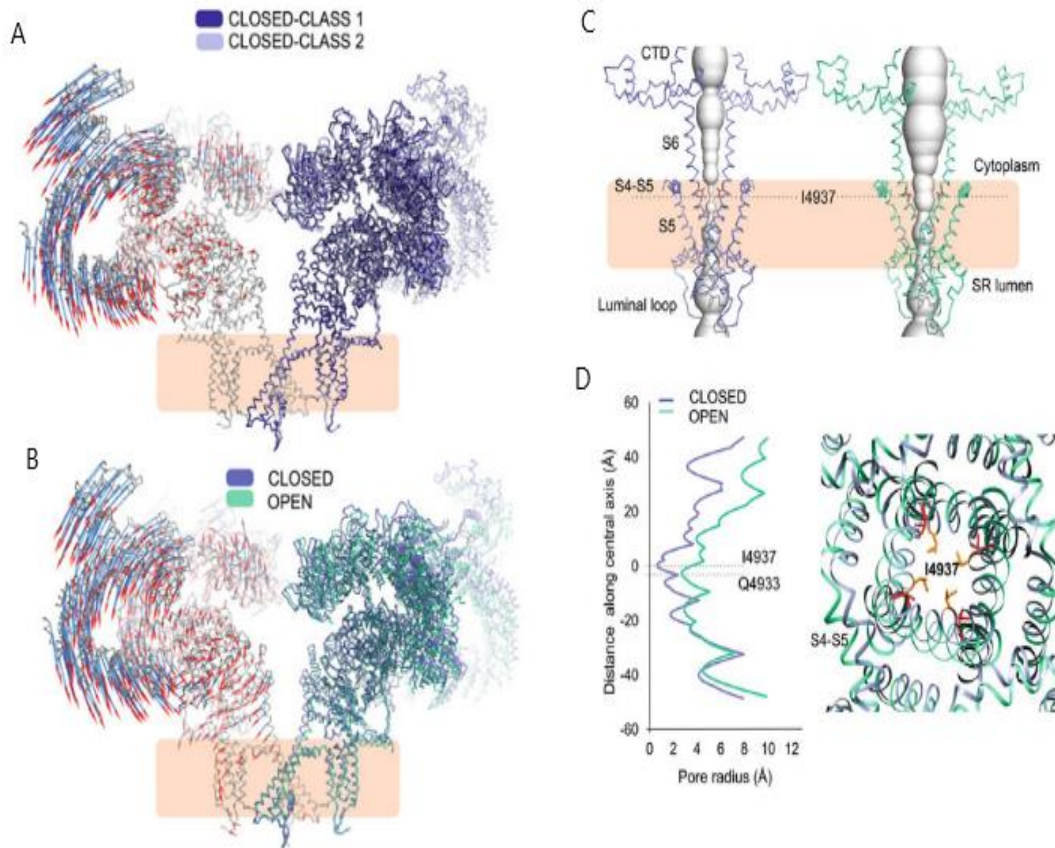 A
CLOSED-CLASS 1
CLOSED-CLASS 2
B
CLOSED
OPEN
C
CTD
S6
S4-S5
I4937
Cytoplasm
S5
Luminal loop
SR lumen
D
CLOSED
OPEN
60
40
20
0
-20
-40
-60
Distance along central axis (Å)
I4937
Q4933
0 2 4 6 8 10 12
Pore radius (Å)
I4937
S4-S5